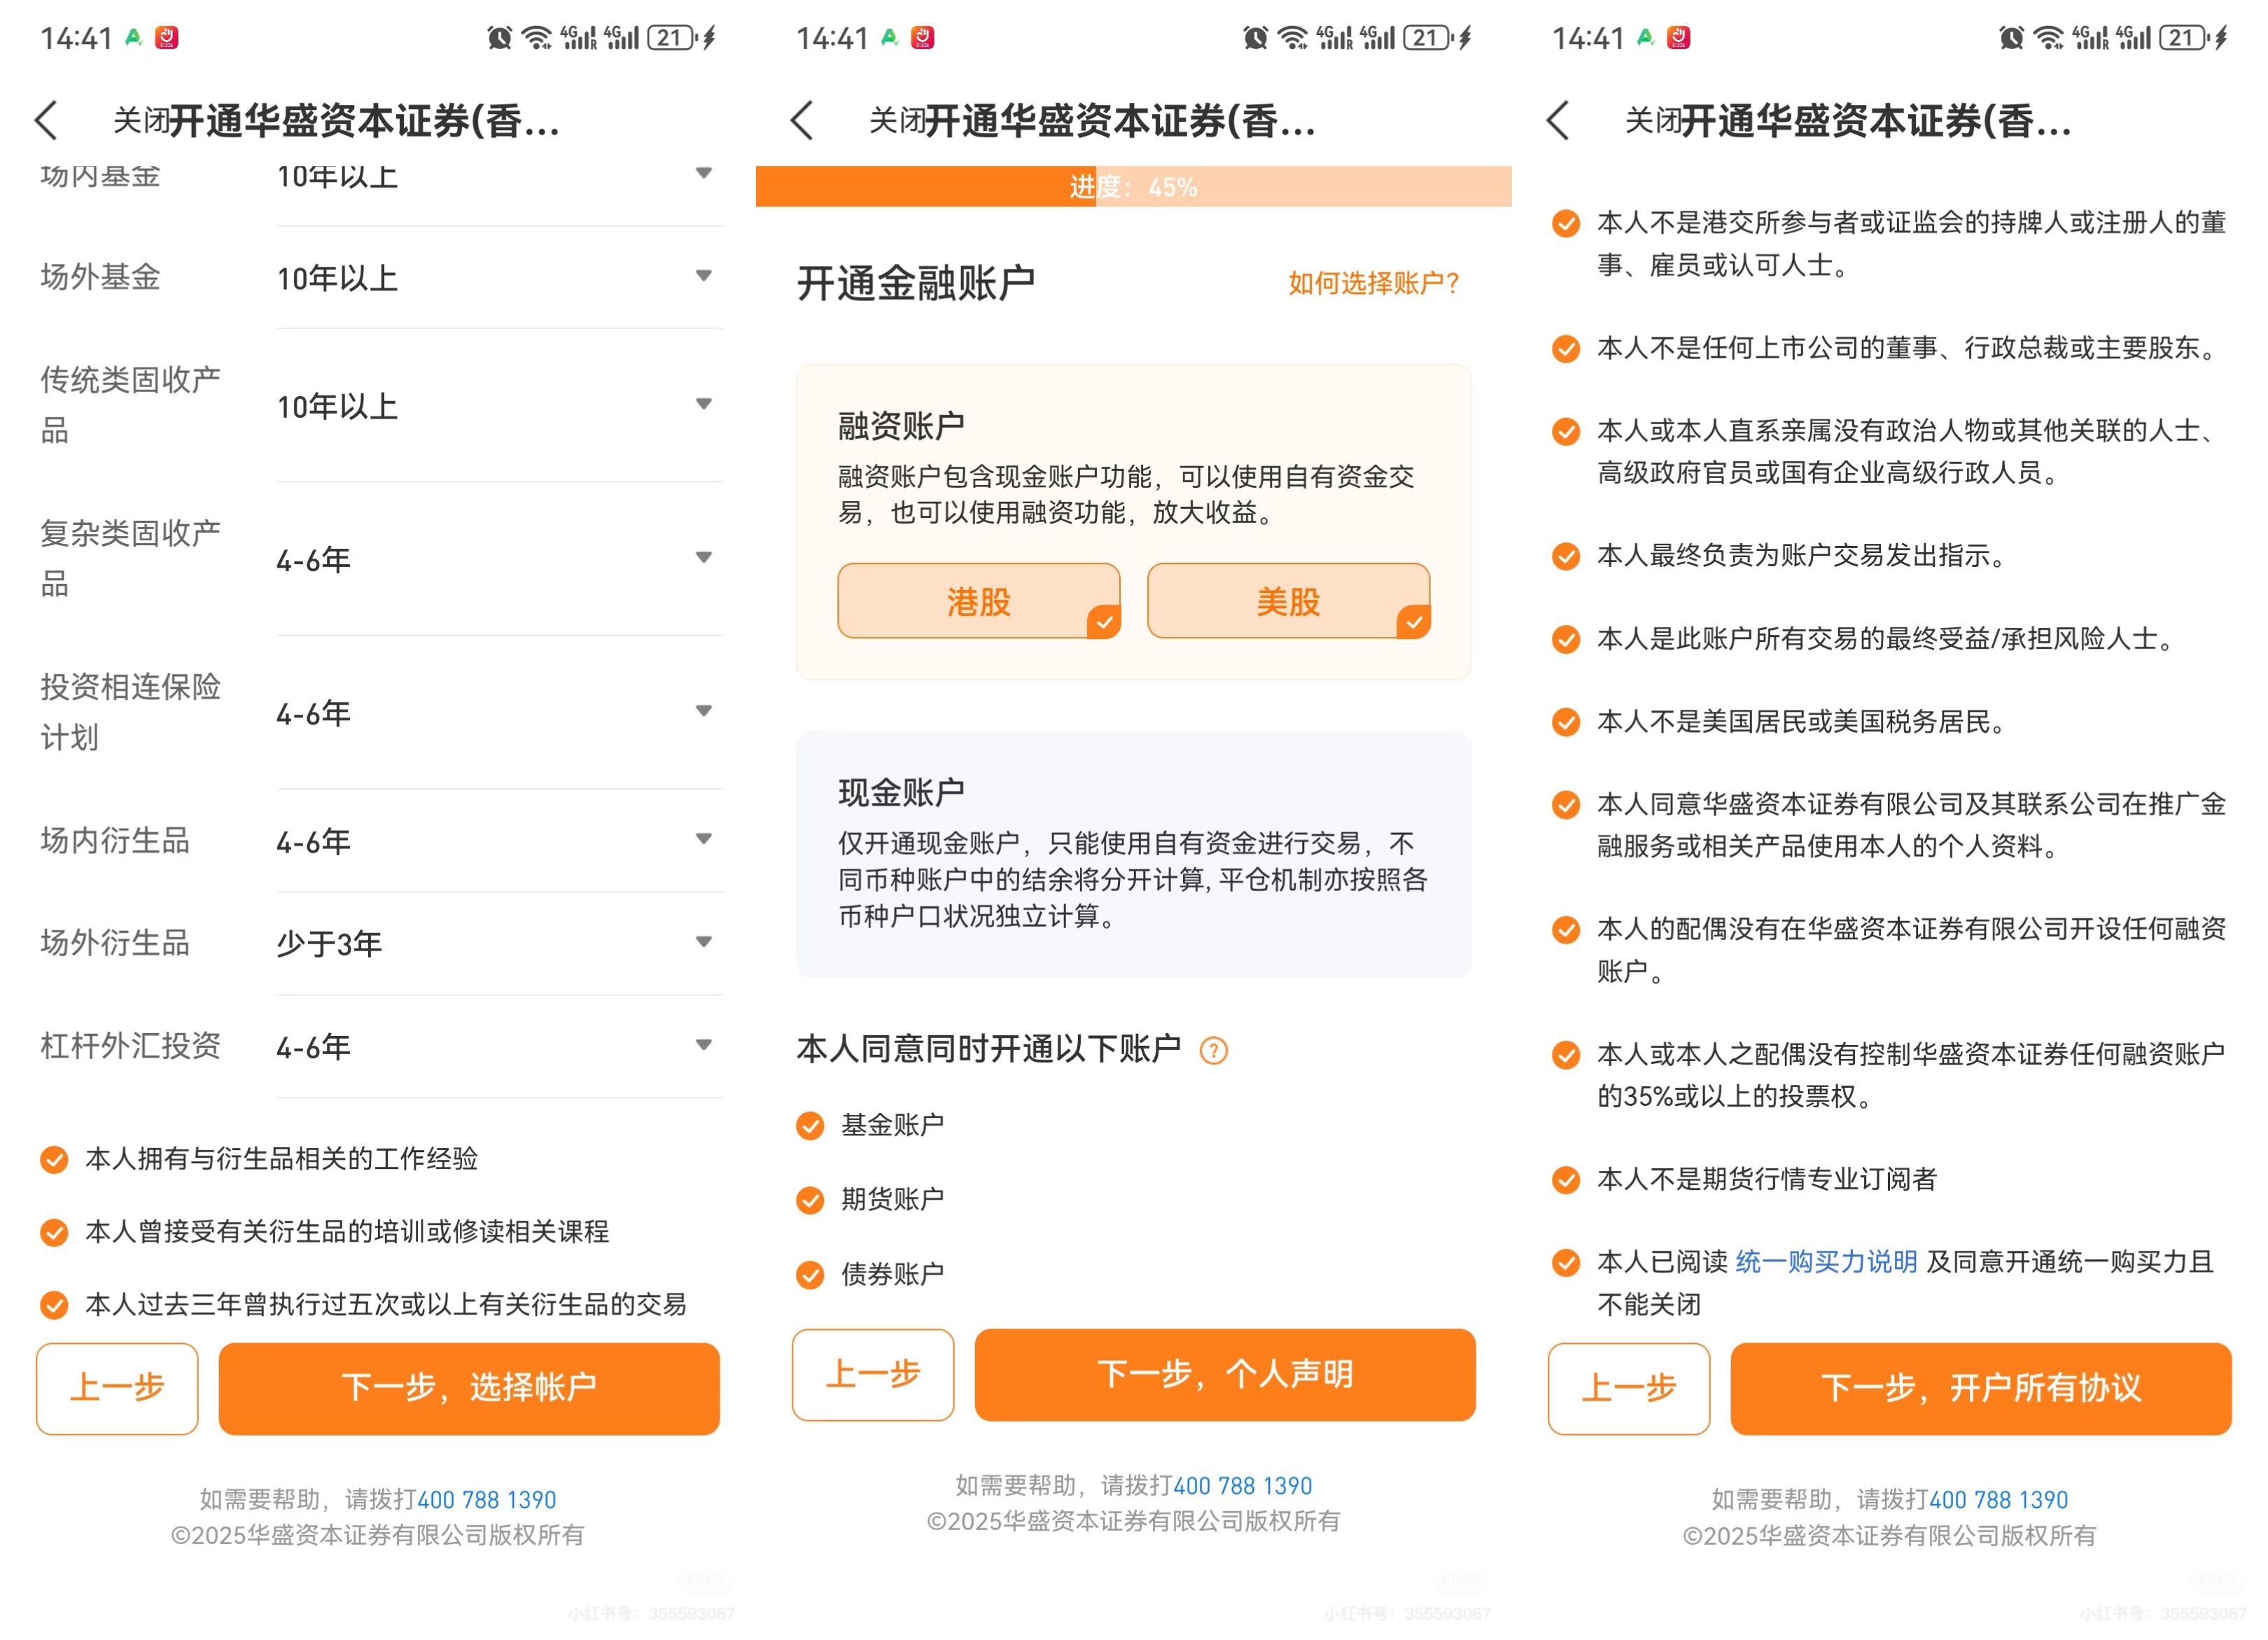 14:41
4G
4G
21
关闭开通华盛资本证券(香...
场内基金
10年以上
场外基金
10年以上
传统类固收产
品
10年以上
复杂类固收产
品
4-6年
投资相连保险
计划
4-6年
场内衍生品
4-6年
场外衍生品
少于3年
杠杆外汇投资
4-6年
本人拥有与衍生品相关的工作经验
本人曾接受有关衍生品的培训或修读相关课程
本人过去三年曾执行过五次或以上有关衍生品的交易
上一步
下一步，选择帐户
如需要帮助，请拨打400 788 1390
©2025华盛资本证券有限公司版权所有
小红书号：355593067
14:41
4G
4G
21
关闭开通华盛资本证券(香...
进度：45%
开通金融账户
如何选择账户?
融资账户
融资账户包含现金账户功能，可以使用自有资金交
易，也可以使用融资功能，放大收益。
港股
美股
现金账户
仅开通现金账户，只能使用自有资金进行交易，不
同币种账户中的结余将分开计算,平仓机制亦按照各
币种户口状况独立计算。
本人同意同时开通以下账户 ?
基金账户
期货账户
债券账户
上一步
下一步，个人声明
如需要帮助，请拨打400 788 1390
©2025华盛资本证券有限公司版权所有
小红书号：355593067
14:41
4G
4G
21
关闭开通华盛资本证券(香...
本人不是港交所参与者或证监会的持牌人或注册人的董
事、雇员或认可人士。
本人不是任何上市公司的董事、行政总裁或主要股东。
本人或本人直系亲属没有政治人物或其他关联的人士、
高级政府官员或国有企业高级行政人员。
本人最终负责为账户交易发出指示。
本人是此账户所有交易的最终受益/承担风险人士。
本人不是美国居民或美国税务居民。
本人同意华盛资本证券有限公司及其联系公司在推广金
融服务或相关产品使用本人的个人资料。
本人的配偶没有在华盛资本证券有限公司开设任何融资
账户。
本人或本人之配偶没有控制华盛资本证券任何融资账户
的35%或以上的投票权。
本人不是期货行情专业订阅者
本人已阅读 统一购买力说明 及同意开通统一购买力且
不能关闭
上一步
下一步，开户所有协议
如需要帮助，请拨打400 788 1390
©2025华盛资本证券有限公司版权所有
小红书号：355593067